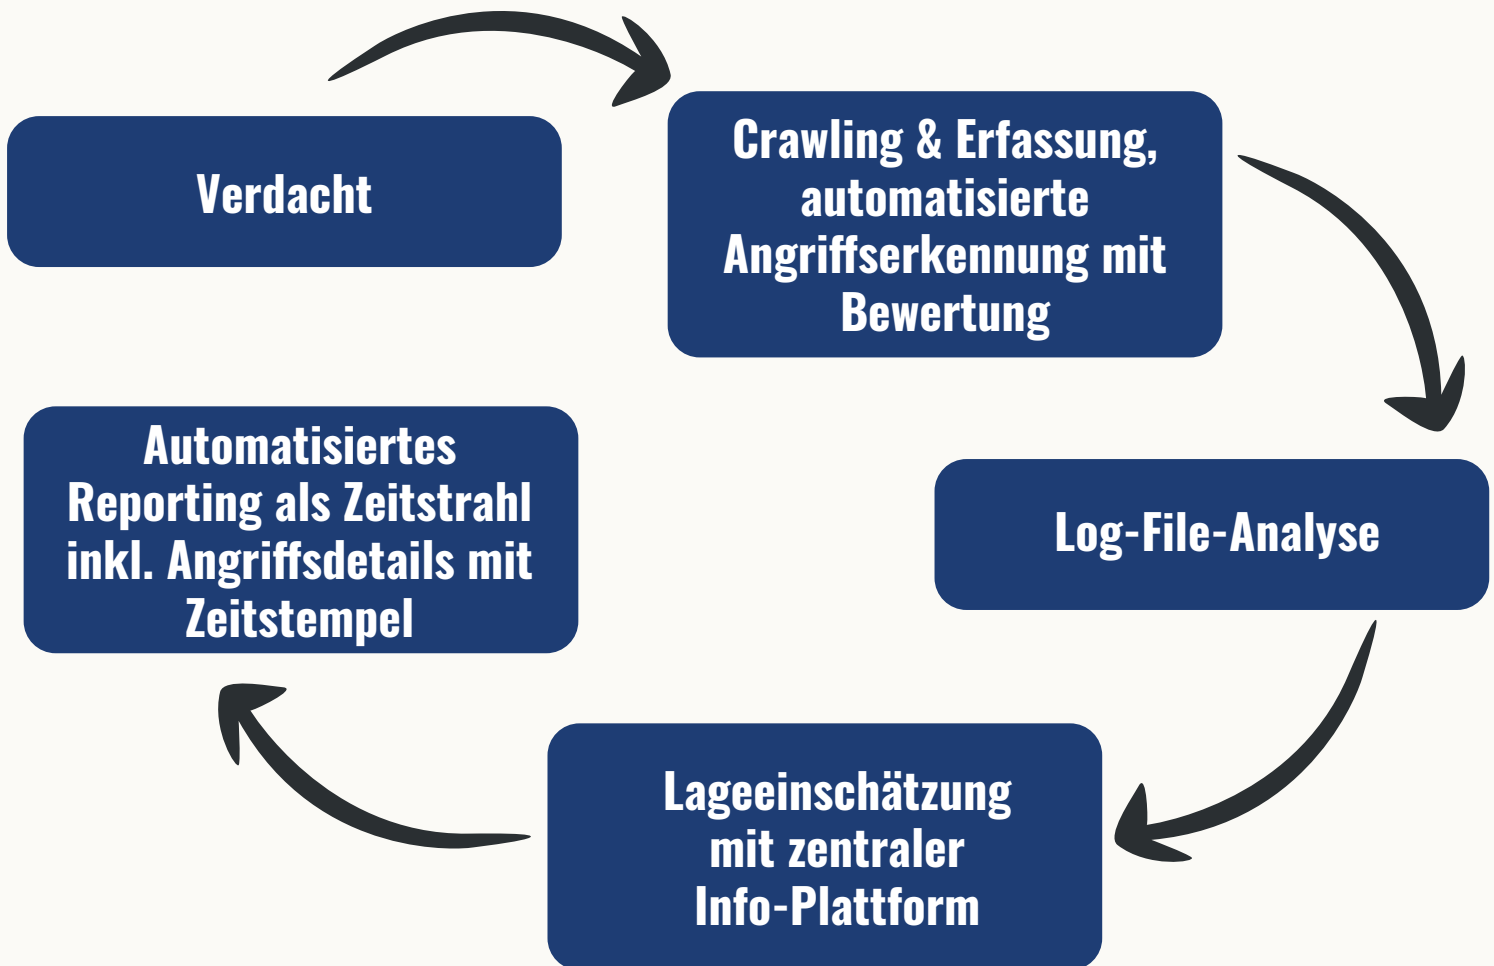 Verdacht
Crawling & Erfassung,
automatisierte
Angriffserkennung mit
Bewertung
Log-File-Analyse
Lageeinschätzung
mit zentraler
Info-Plattform
Automatisiertes
Reporting als Zeitstrahl
inkl. Angriffsdetails mit
Zeitstempel